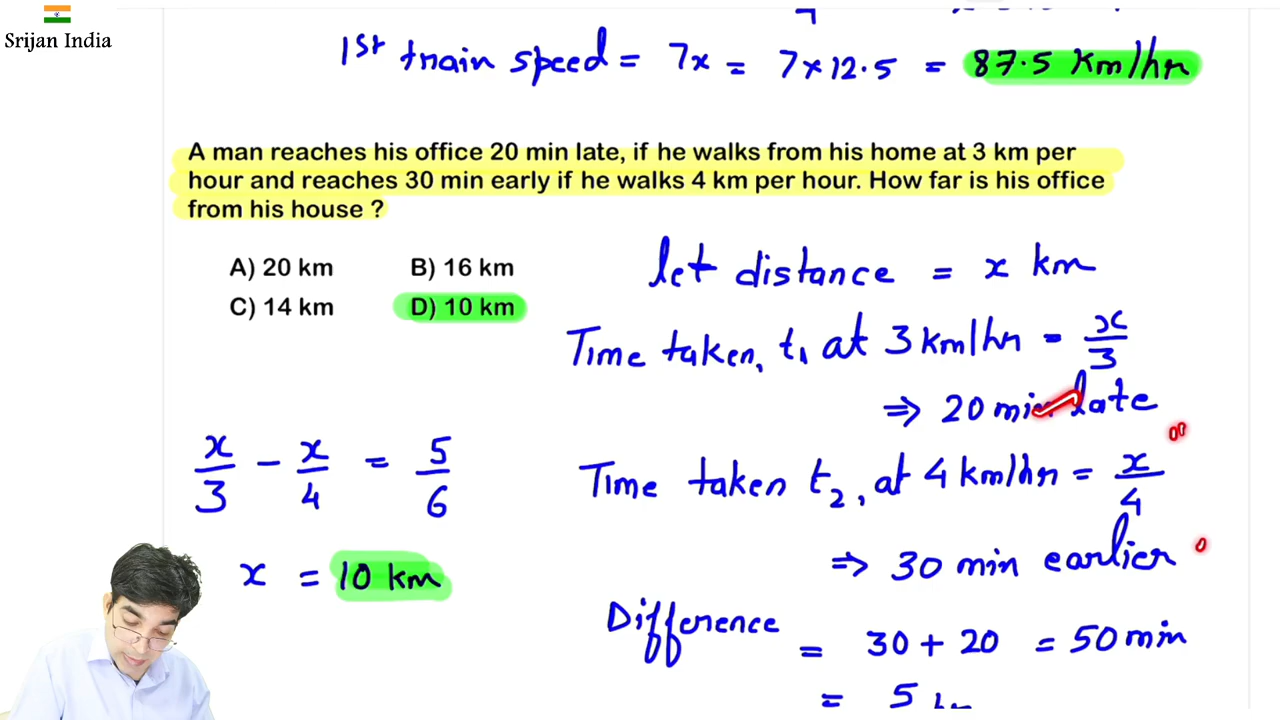 Srijan India
1st train speed = 7x = 7 x 12.5 = 87.5 Km/hr
A man reaches his office 20 min late, if he walks from his home at 3 km per
hour and reaches 30 min early if he walks 4 km per hour. How far is his office
from his house ?
A) 20 km B) 16 km
C) 14 km D) 10 km
let distance = x km
Time taken, t₁ at 3 km/hr = x/3
⇒ 20 min late
Time taken t₂, at 4 km/hr = x/4
⇒ 30 min earlier
Difference = 30 + 20 = 50 min
= 5 hr
x/3 - x/4 = 5/6
x = 10 km